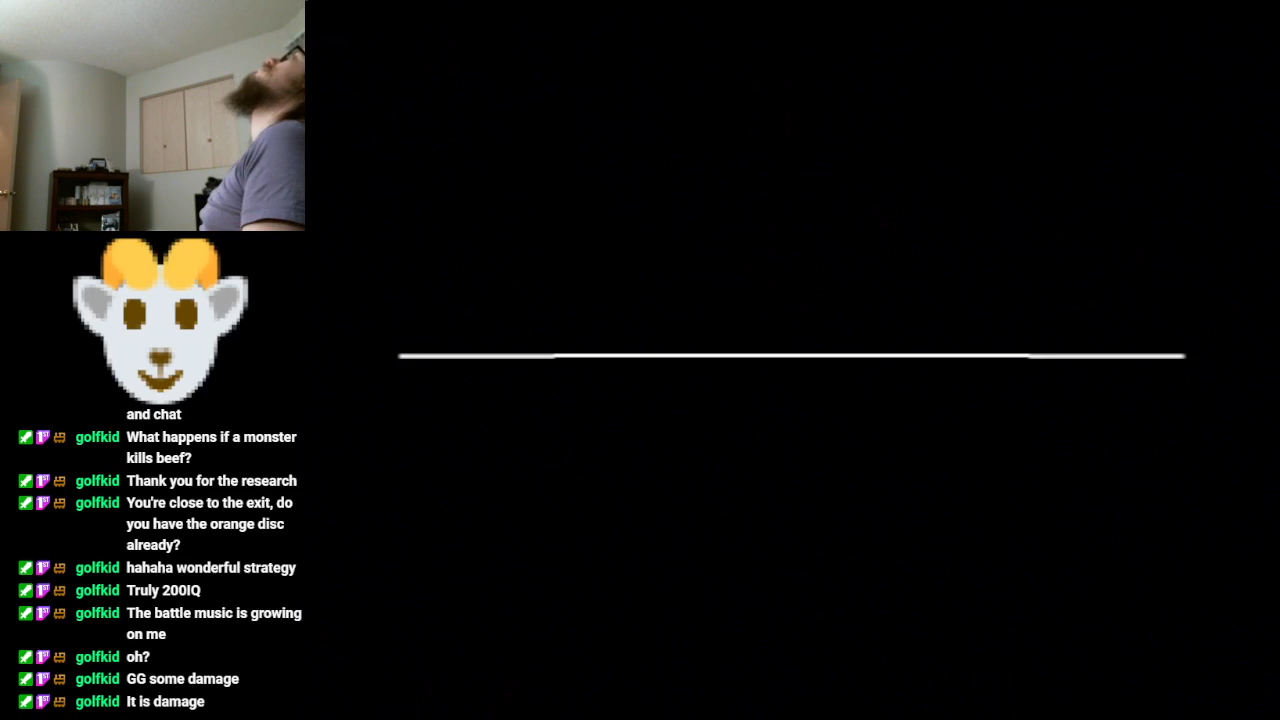 and chat
golfkid What happens if a monster
kills beef?
golfkid Thank you for the research
golfkid You're close to the exit, do
you have the orange disc
already?
golfkid hahaha wonderful strategy
golfkid Truly 200IQ
golfkid The battle music is growing
on me
golfkid oh?
golfkid GG some damage
golfkid It is damage